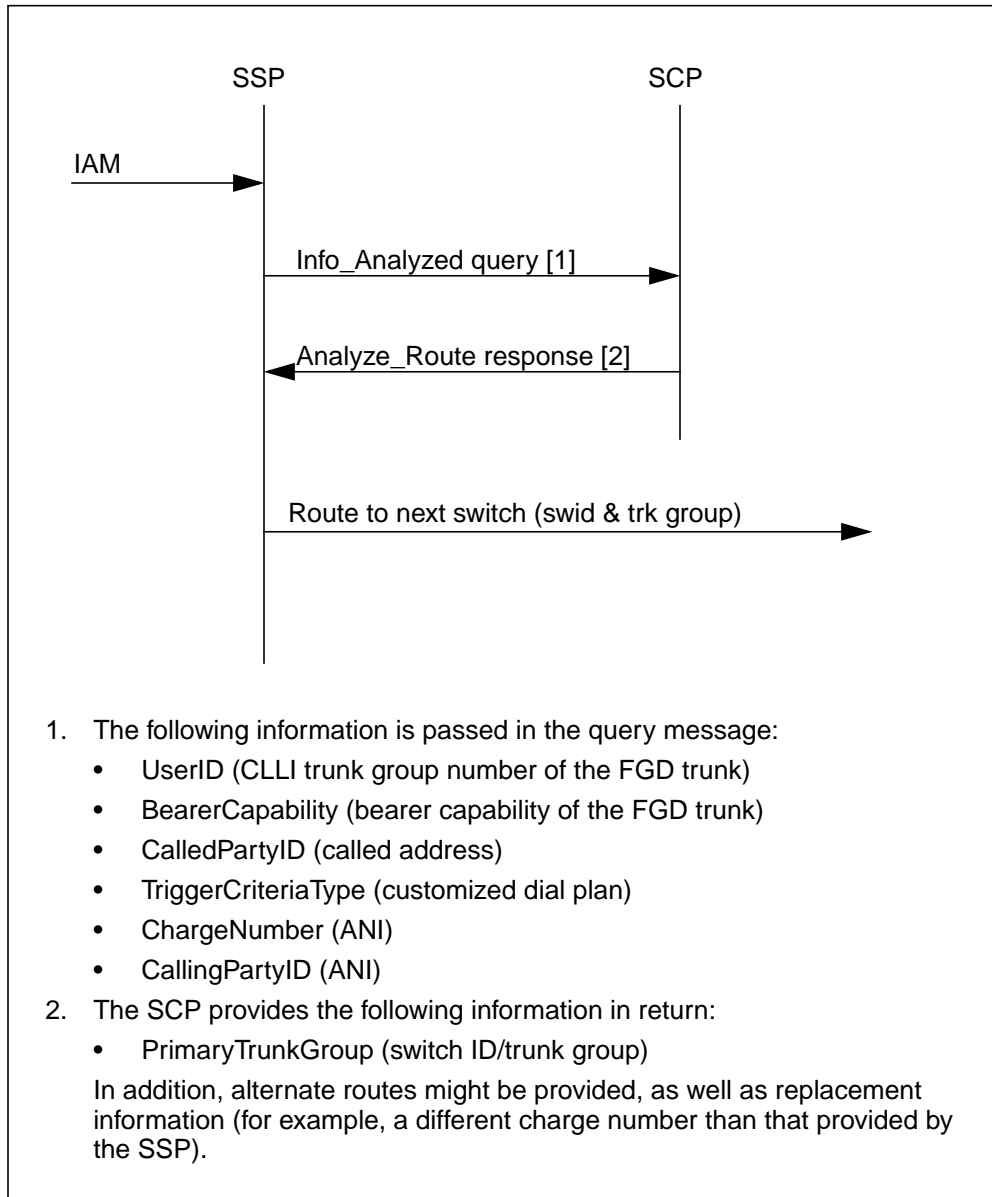 SSP SCP
IAM
Info_Analyzed query [1]
Analyze_Route response [2]
Route to next switch (swid & trk group)
1. The following information is passed in the query message:
• UserID (CLLI trunk group number of the FGD trunk)
• BearerCapability (bearer capability of the FGD trunk)
• CalledPartyID (called address)
• TriggerCriteriaType (customized dial plan)
• ChargeNumber (ANI)
• CallingPartyID (ANI)
2. The SCP provides the following information in return:
• PrimaryTrunkGroup (switch ID/trunk group)
In addition, alternate routes might be provided, as well as replacement
information (for example, a different charge number than that provided by
the SSP).